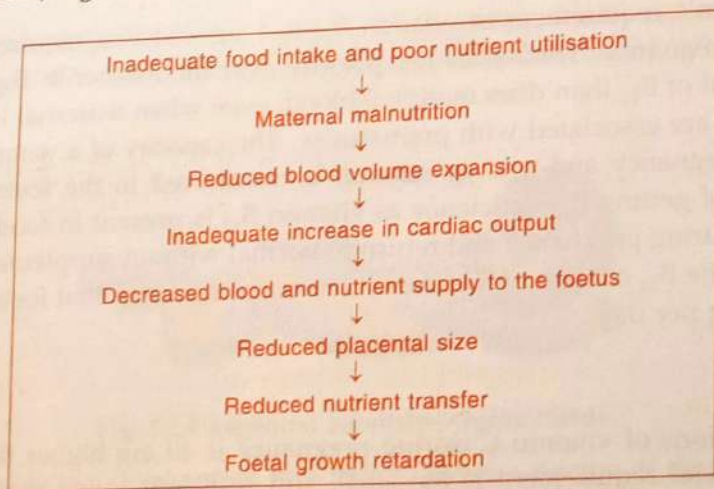 Inadequate food intake and poor nutrient utilisation
↓
Maternal malnutrition
↓
Reduced blood volume expansion
↓
Inadequate increase in cardiac output
↓
Decreased blood and nutrient supply to the foetus
↓
Reduced placental size
↓
Reduced nutrient transfer
↓
Foetal growth retardation